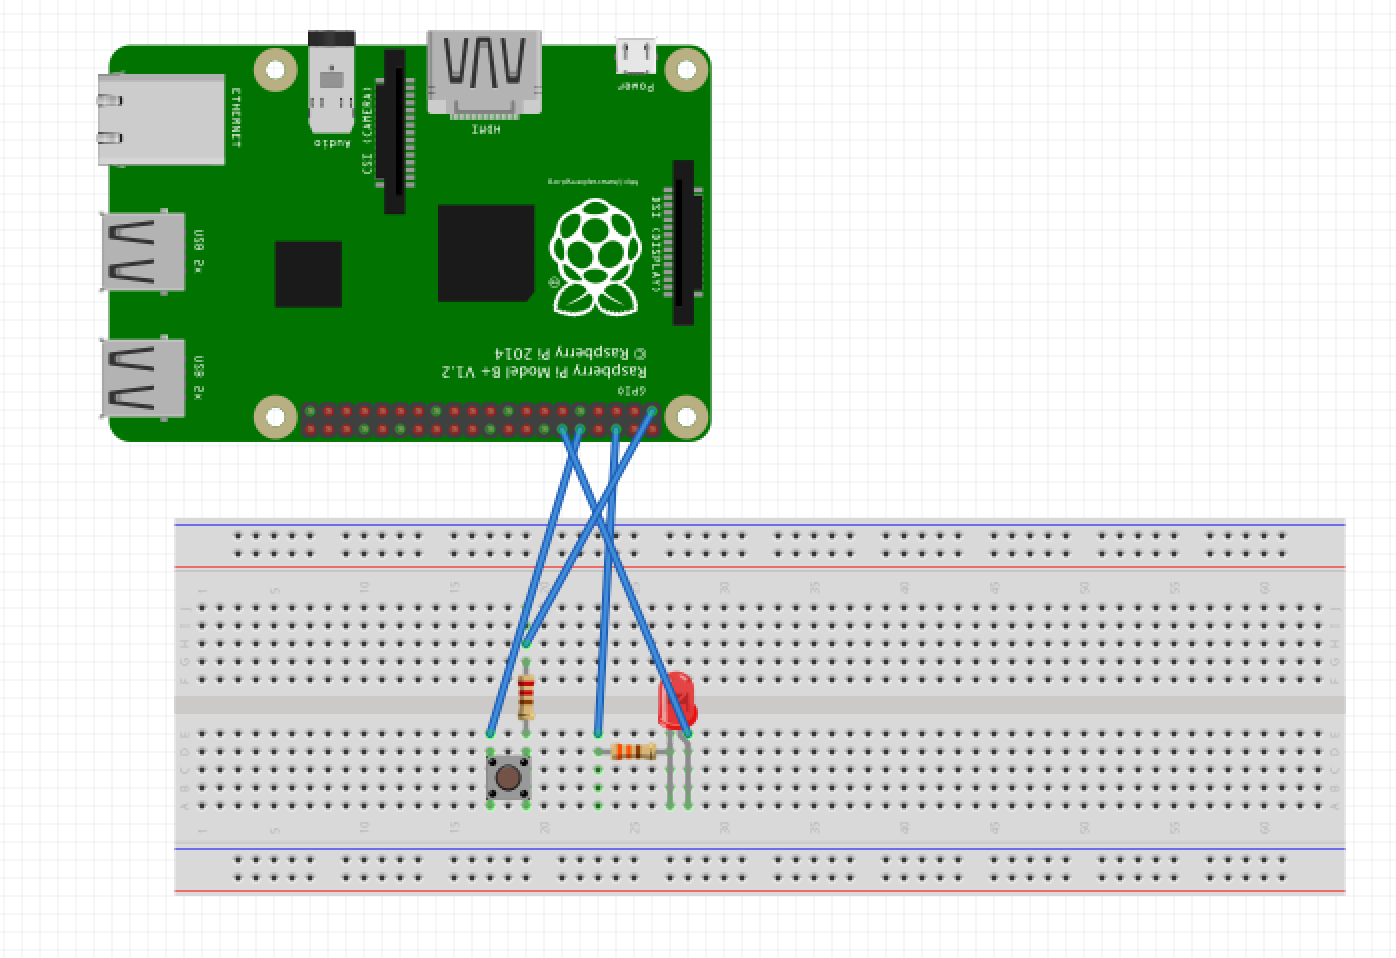 ETHERNET
Audio
CSI (CAMERA)
HDMI
Power
http://www.raspberrypi.org
DSI (DISPLAY)
USB 2x
®
© Raspberry Pi 2014
Raspberry Pi Model B+ V1.2
USB 2x
GPIO
1 5 10 15 20 25 30 35 40 45 50 55 60
J J
I I
H H
G G
F F
E E
D D
C C
B B
A A
1 5 10 15 20 25 30 35 40 45 50 55 60